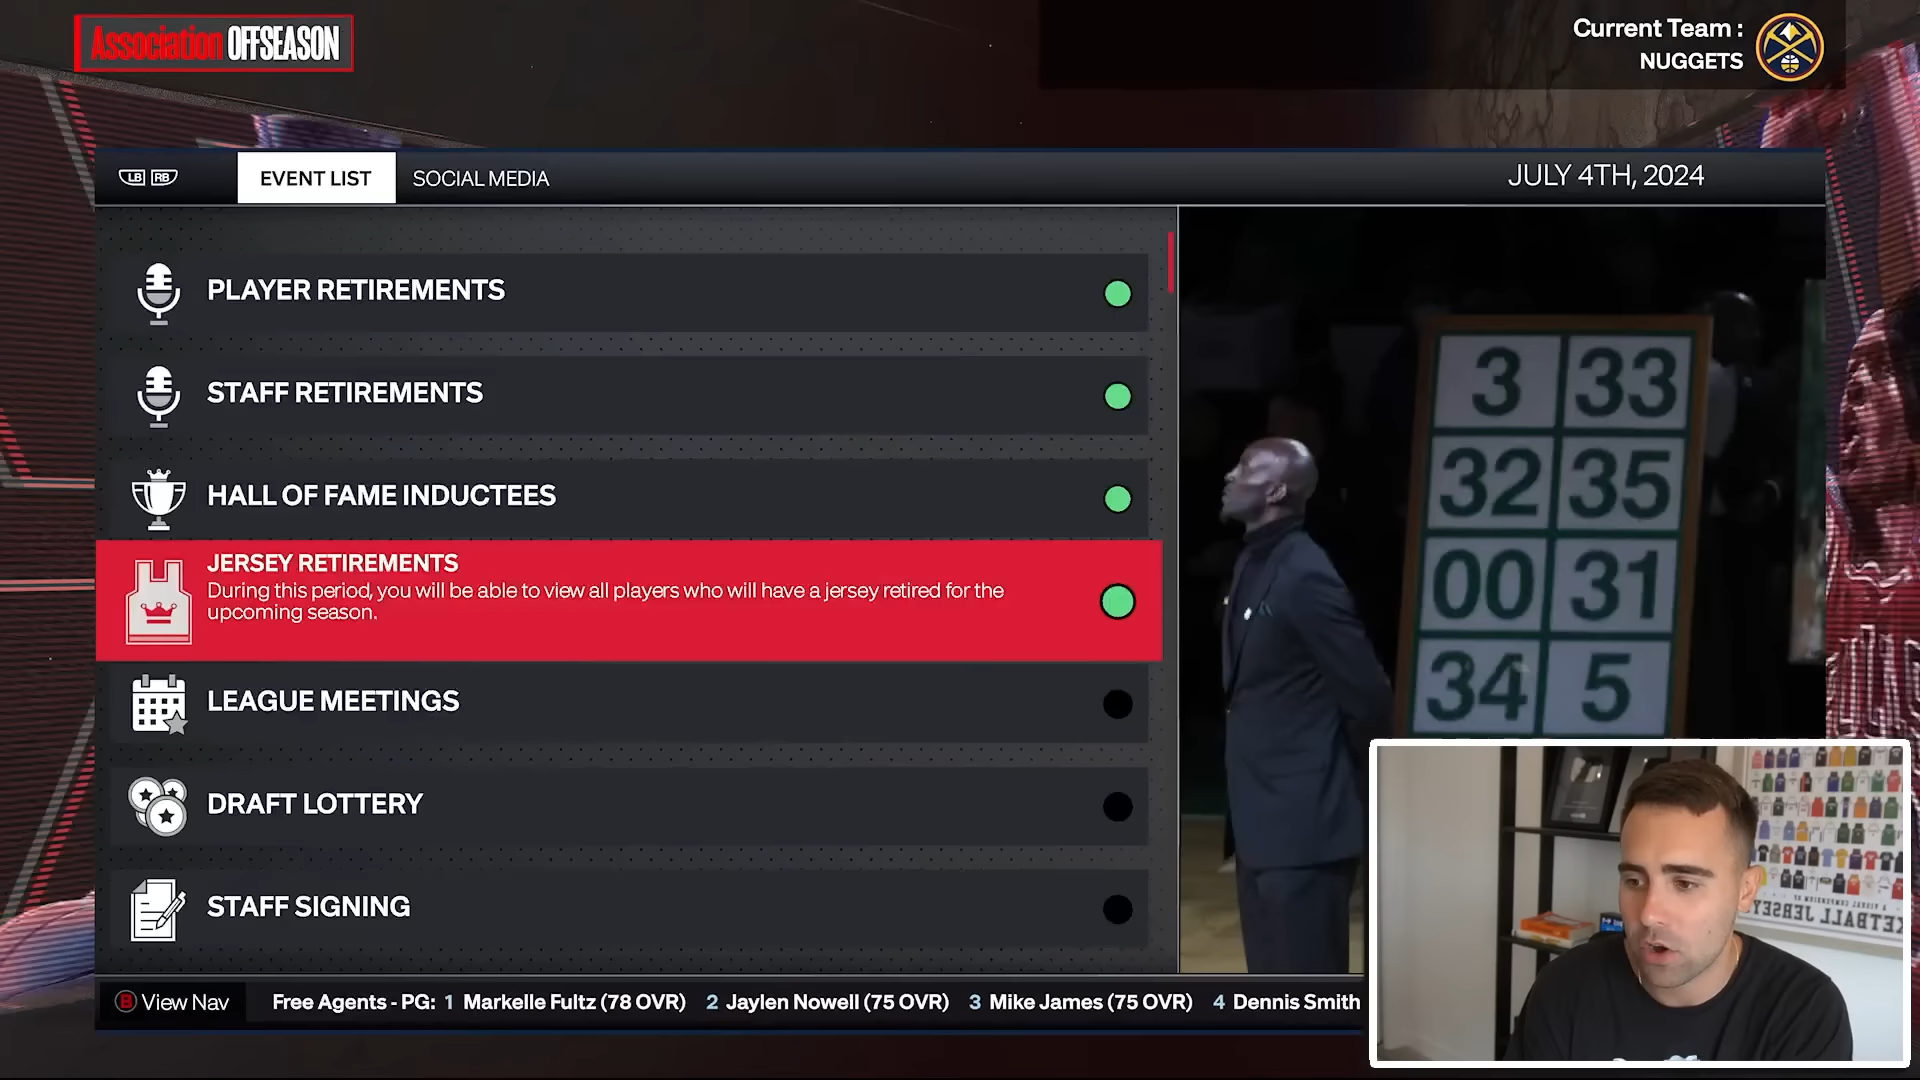 Association OFFSEASON
Current Team :
NUGGETS
LB RB
EVENT LIST
SOCIAL MEDIA
JULY 4TH, 2024
PLAYER RETIREMENTS
STAFF RETIREMENTS
HALL OF FAME INDUCTEES
JERSEY RETIREMENTS
During this period, you will be able to view all players who will have a jersey retired for the
upcoming season.
LEAGUE MEETINGS
DRAFT LOTTERY
STAFF SIGNING
3 33
32 35
00 31
34 5
B View Nav
Free Agents - PG: 1 Markelle Fultz (78 OVR) 2 Jaylen Nowell (75 OVR) 3 Mike James (75 OVR) 4 Dennis Smith